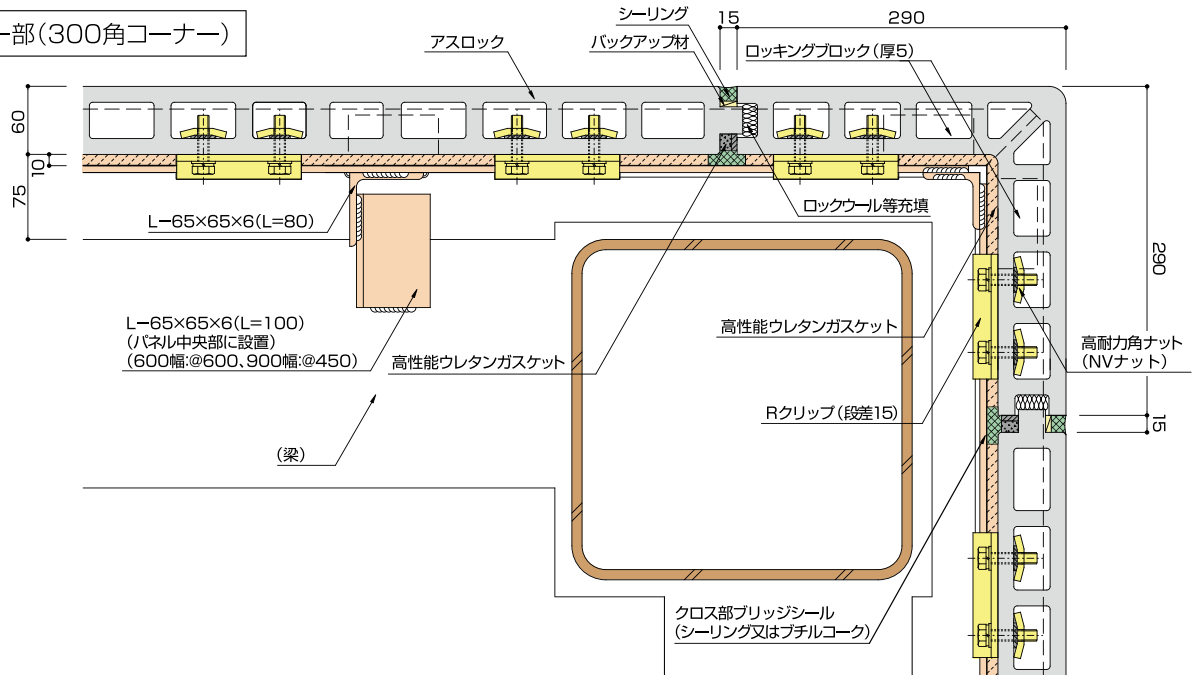 ー部(300角コーナー)
シーリング
バックアップ材
アスロック
15
290
ロッキングブロック(厚5)
60
10
75
L-65×65×6(L=80)
ロックウール等充填
290
L-65×65×6(L=100)
(パネル中央部に設置)
(600幅:@600、900幅:@450)
高性能ウレタンガスケット
高性能ウレタンガスケット
高耐力角ナット
(NVナット)
Rクリップ(段差15)
15
(梁)
クロス部ブリッジシール
(シーリング又はブチルコーク)